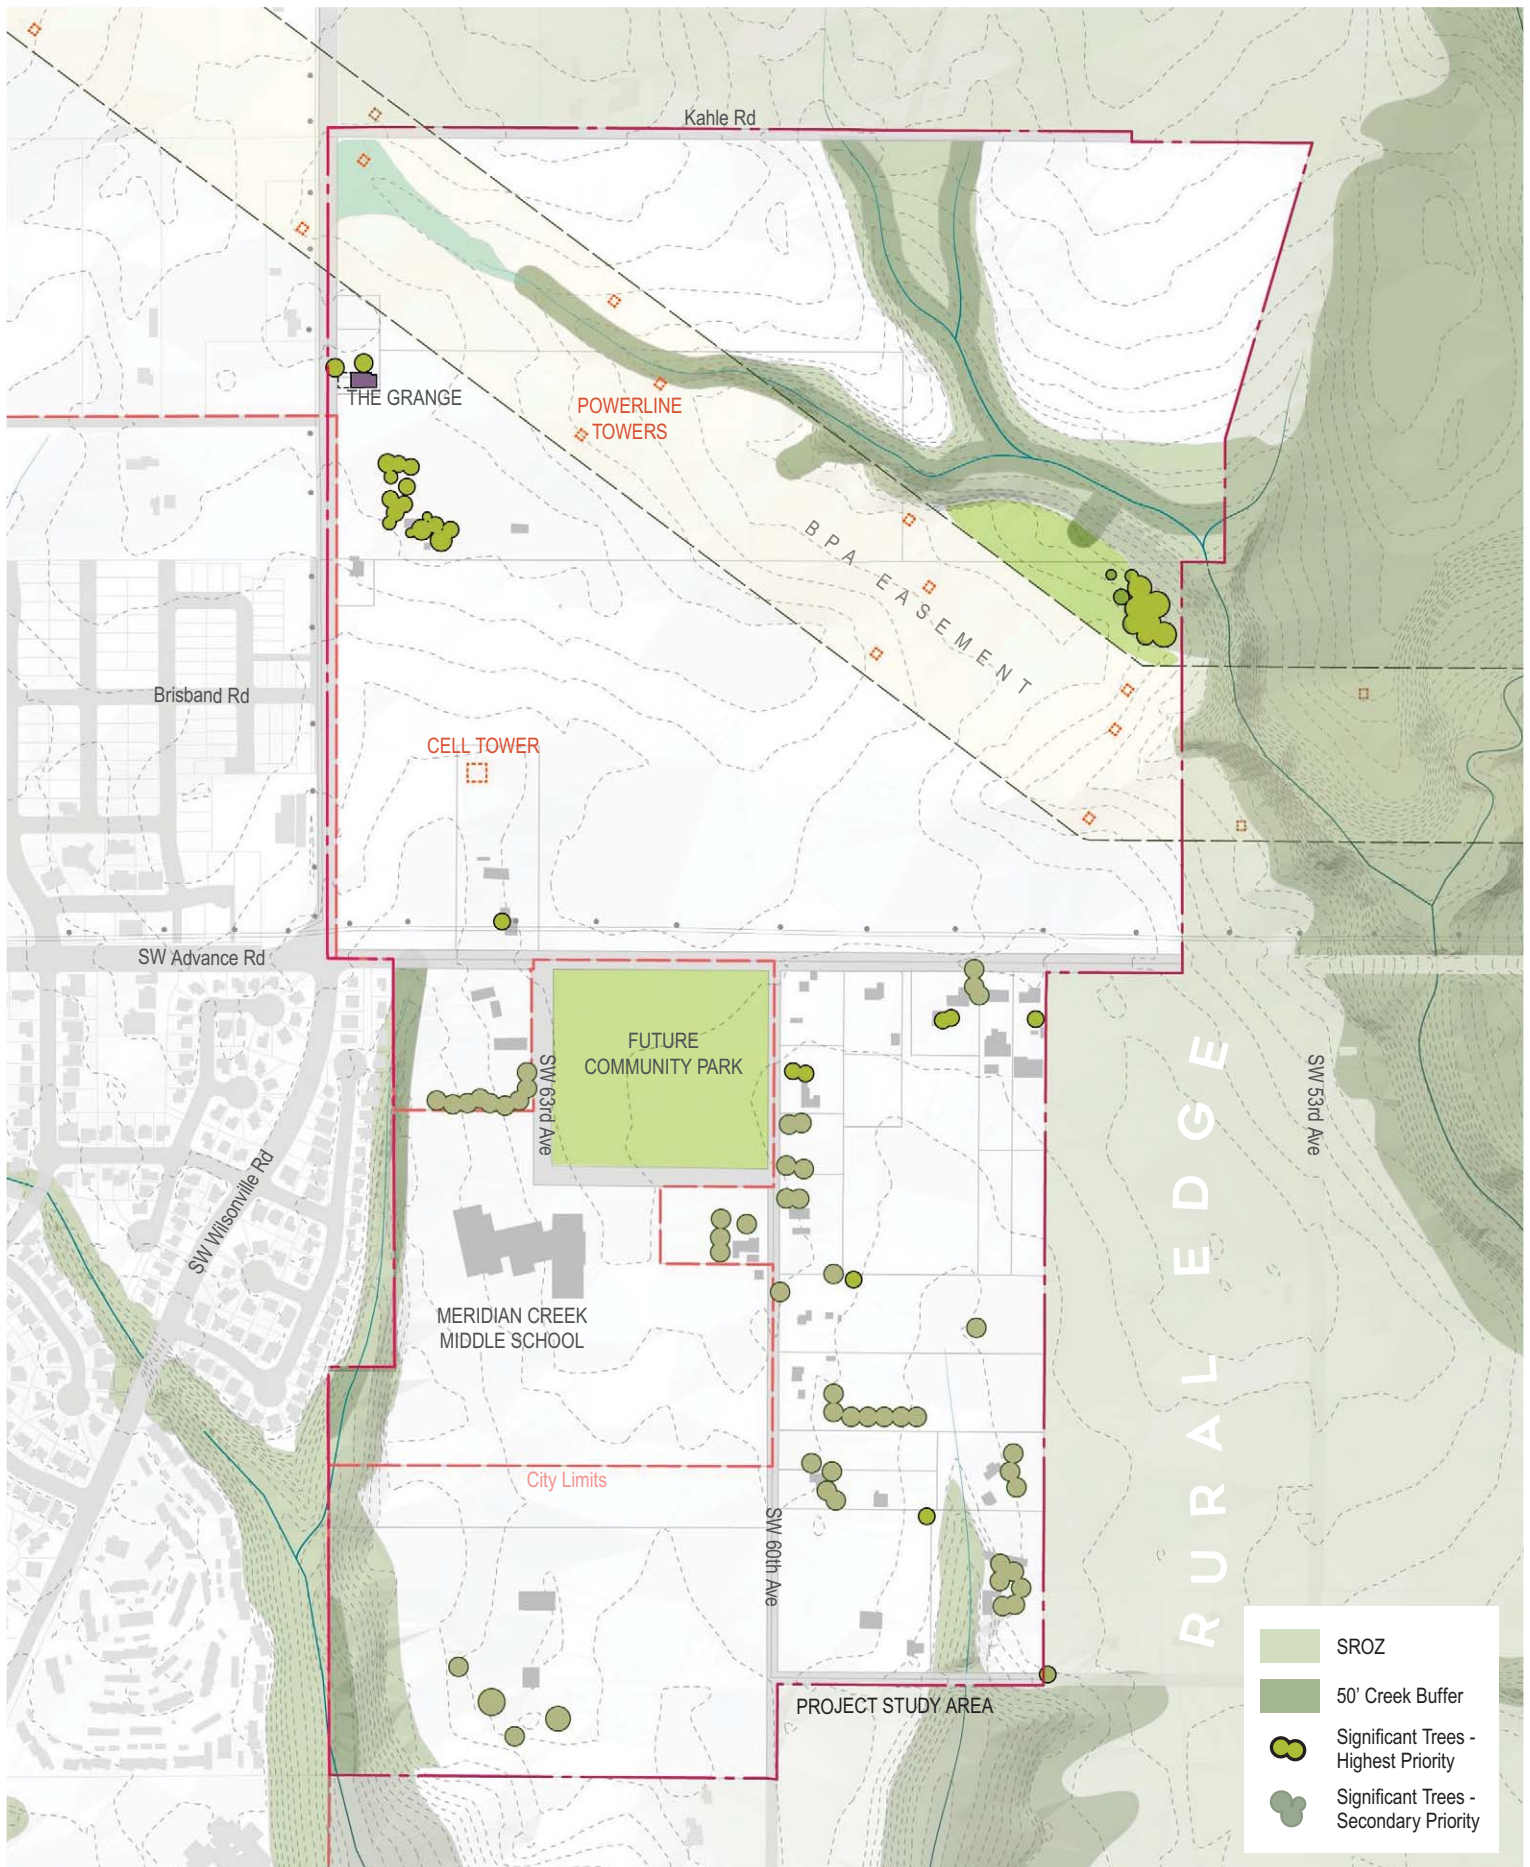 Kahle Rd
THE GRANGE
POWERLINE
TOWERS
BPA EASEMENT
Brisband Rd
CELL TOWER
SW Advance Rd
FUTURE
COMMUNITY PARK
SW 63rd Ave
SW 53rd Ave
RURAL EDGE
SW Wilsonville Rd
MERIDIAN CREEK
MIDDLE SCHOOL
City Limits
SW 60th Ave
PROJECT STUDY AREA
SROZ
50' Creek Buffer
Significant Trees -
Highest Priority
Significant Trees -
Secondary Priority